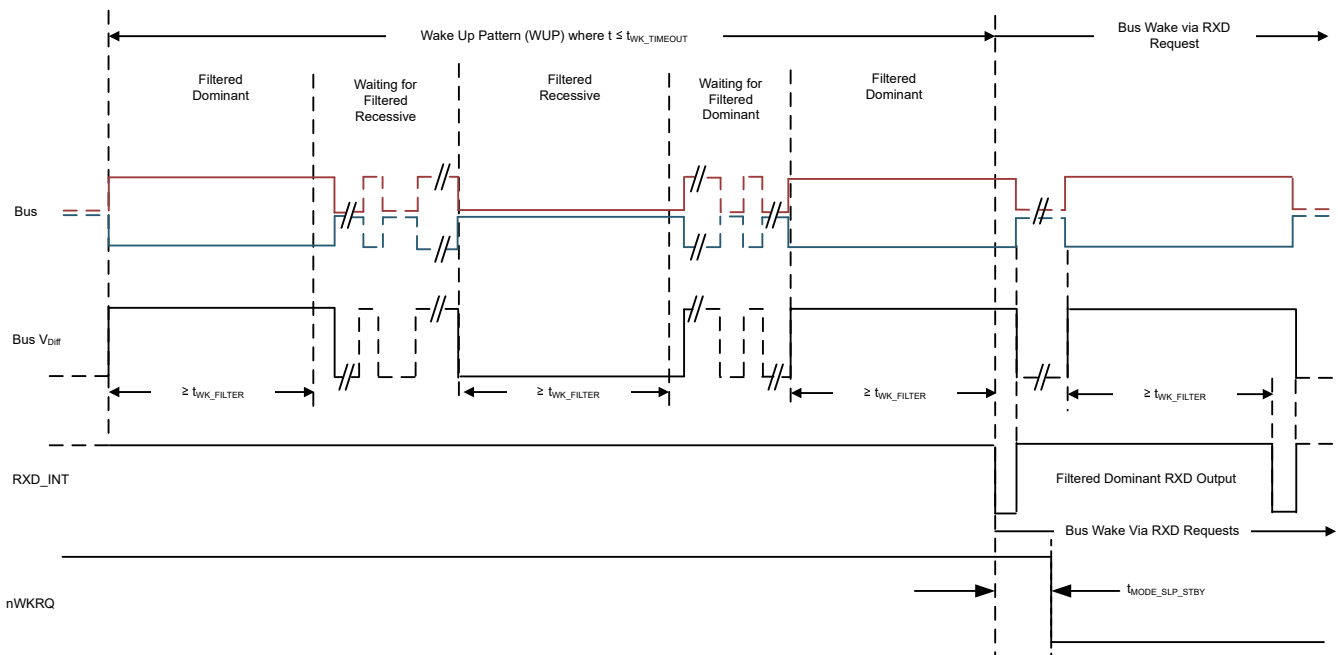 Wake Up Pattern (WUP) where t ≤ tWK_TIMEOUT
Bus Wake via RXD
Request
Filtered
Dominant
Waiting for
Filtered
Recessive
Filtered
Recessive
Waiting for
Filtered
Dominant
Filtered
Dominant
Bus
Bus VDiff
≥ tWK_FILTER
≥ tWK_FILTER
≥ tWK_FILTER
≥ tWK_FILTER
RXD_INT
Filtered Dominant RXD Output
Bus Wake Via RXD Requests
nWKRQ
tMODE_SLP_STBY